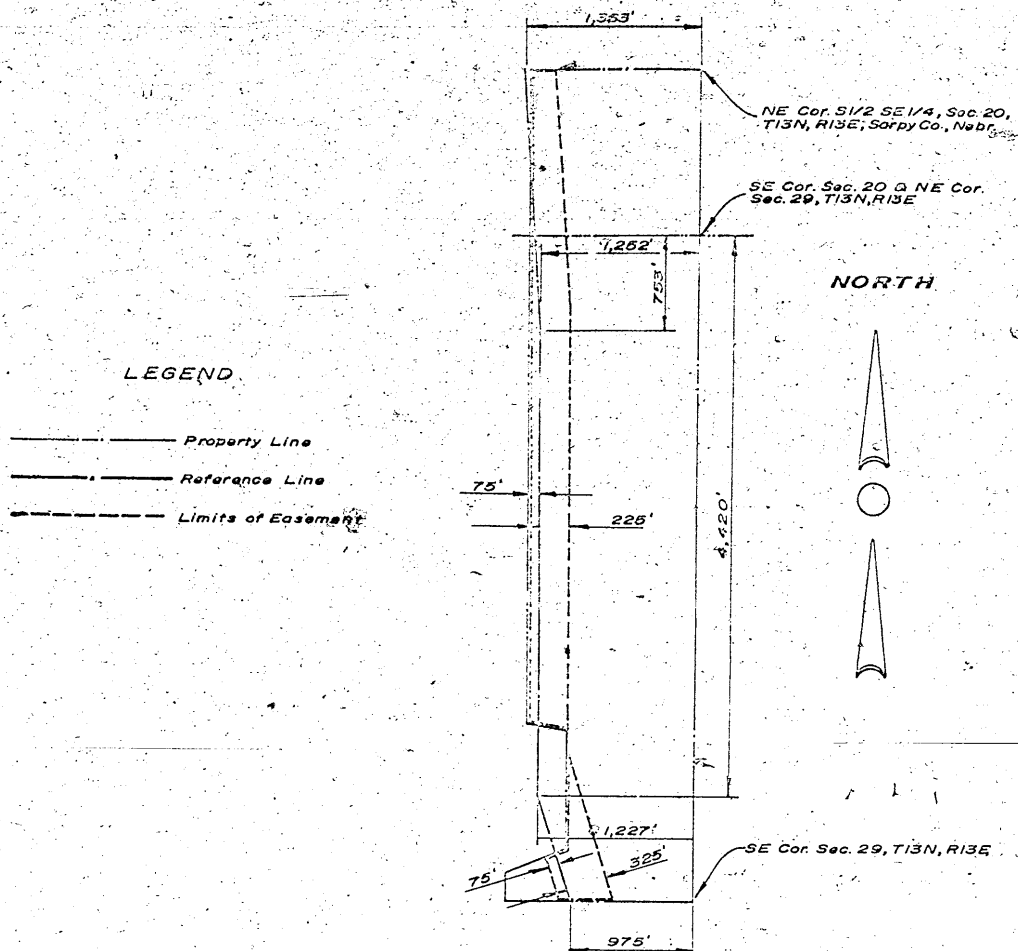 1,353'
NE Cor. S1/2 SE1/4, Sec. 20,
T13N, R13E; Sarpy Co., Nebr.
SE Cor. Sec. 20 & NE Cor.
Sec. 29, T13N, R13E
1,252'
753'
NORTH
LEGEND
Property Line
Reference Line
Limits of Easement
75'
225'
4,420'
1,227'
SE Cor. Sec. 29, T13N, R13E
75'
325'
975'